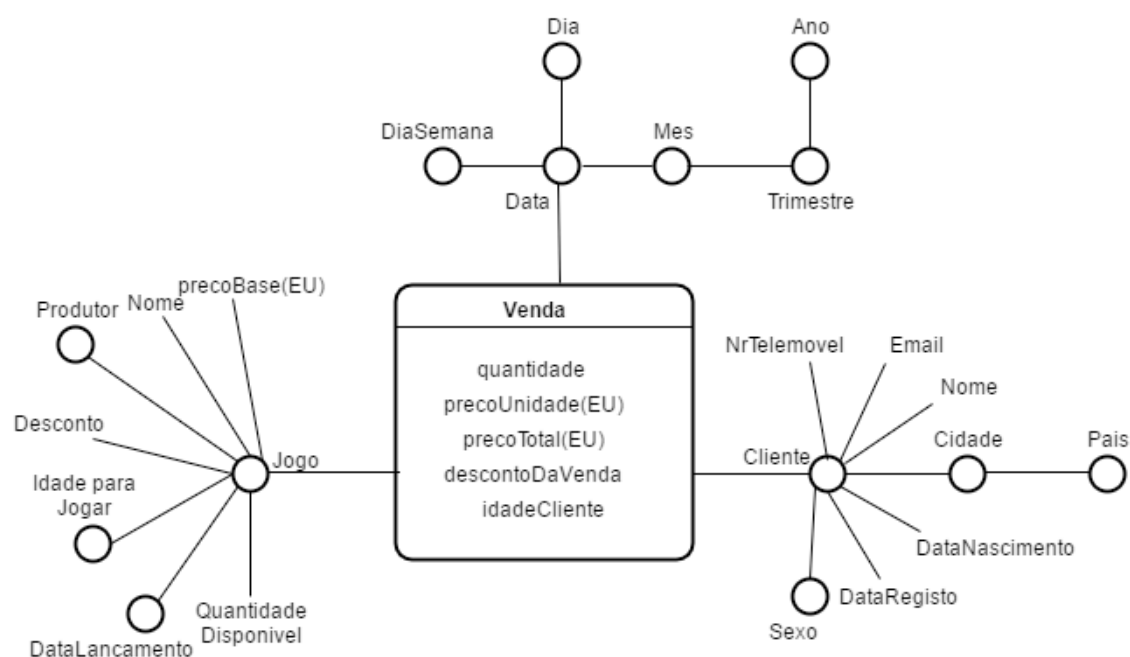 Dia
Ano
DiaSemana
Mes
Data
Trimestre
precoBase(EU)
Nome
Produtor
Venda
quantidade
precoUnidade(EU)
precoTotal(EU)
descontoDaVenda
idadeCliente
NrTelemovel
Email
Nome
Desconto
Jogo
Cliente
Cidade
Pais
Idade para
Jogar
DataNascimento
DataRegisto
Quantidade
Disponivel
Sexo
DataLancamento